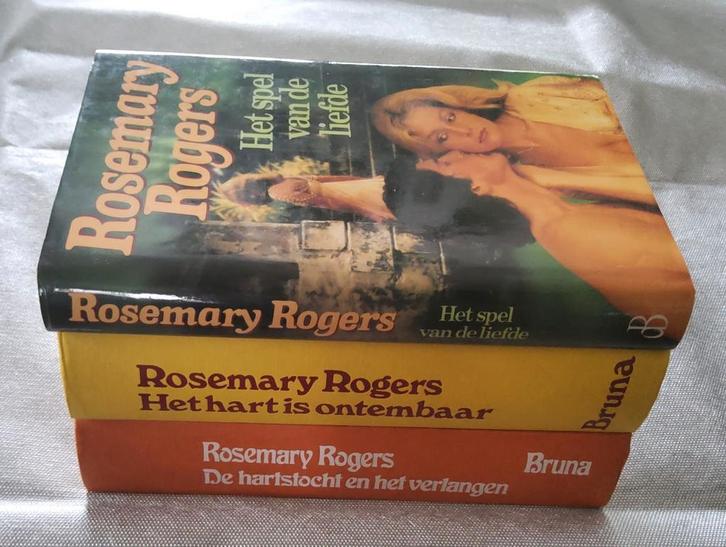 Rosemary
Rogers
Het spel
van de
liefde
Rosemary Rogers
Het spel
van de liefde
B
Rosemary Rogers
Het hart is ontembaar
Bruna
Rosemary Rogers
De hartstocht en het verlangen
Bruna